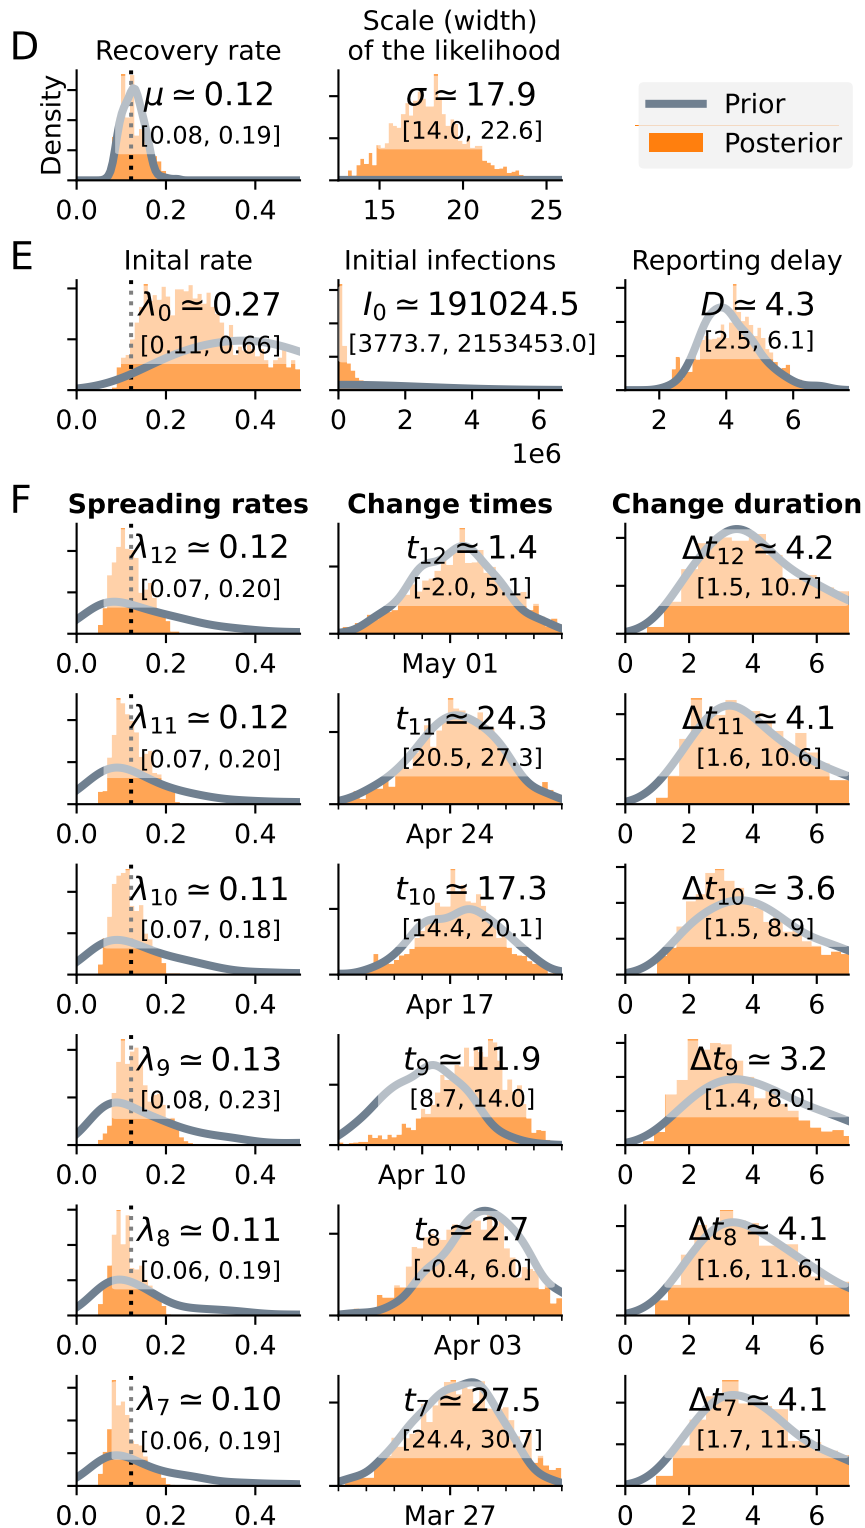 D
Recovery rate
Scale (width)
of the likelihood
Density
μ ≃ 0.12
[0.08, 0.19]
0.0 0.2 0.4
σ ≃ 17.9
[14.0, 22.6]
15 20 25
Prior
Posterior
E
Inital rate
λ0 ≃ 0.27
[0.11, 0.66]
0.0 0.2 0.4
Initial infections
I0 ≃ 191024.5
[3773.7, 2153453.0]
0 2 4 6
1e6
Reporting delay
D ≃ 4.3
[2.5, 6.1]
2 4 6
F
Spreading rates Change times Change duration
λ12 ≃ 0.12
[0.07, 0.20]
0.0 0.2 0.4
t12 ≃ 1.4
[-2.0, 5.1]
May 01
Δt12 ≃ 4.2
[1.5, 10.7]
0 2 4 6
λ11 ≃ 0.12
[0.07, 0.20]
0.0 0.2 0.4
t11 ≃ 24.3
[20.5, 27.3]
Apr 24
Δt11 ≃ 4.1
[1.6, 10.6]
0 2 4 6
λ10 ≃ 0.11
[0.07, 0.18]
0.0 0.2 0.4
t10 ≃ 17.3
[14.4, 20.1]
Apr 17
Δt10 ≃ 3.6
[1.5, 8.9]
0 2 4 6
λ9 ≃ 0.13
[0.08, 0.23]
0.0 0.2 0.4
t9 ≃ 11.9
[8.7, 14.0]
Apr 10
Δt9 ≃ 3.2
[1.4, 8.0]
0 2 4 6
λ8 ≃ 0.11
[0.06, 0.19]
0.0 0.2 0.4
t8 ≃ 2.7
[-0.4, 6.0]
Apr 03
Δt8 ≃ 4.1
[1.6, 11.6]
0 2 4 6
λ7 ≃ 0.10
[0.06, 0.19]
0.0 0.2 0.4
t7 ≃ 27.5
[24.4, 30.7]
Mar 27
Δt7 ≃ 4.1
[1.7, 11.5]
0 2 4 6